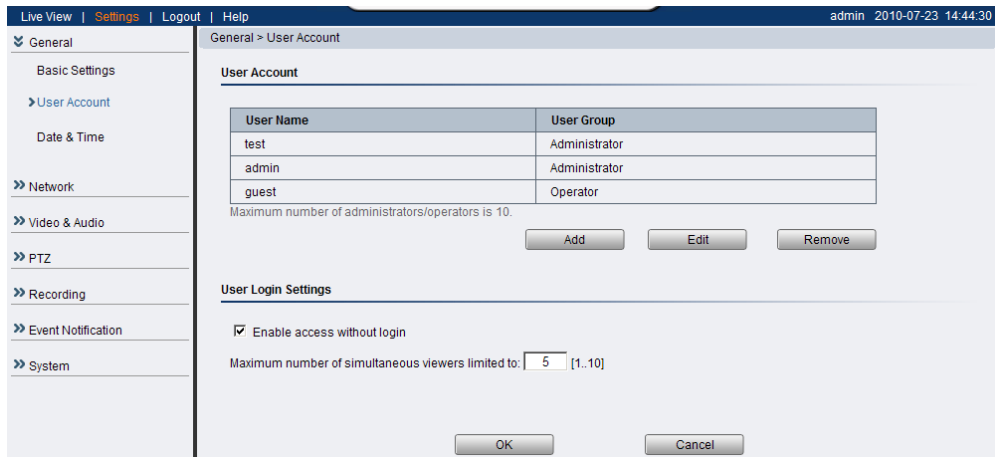 Live View | Settings | Logout | Help admin 2010-07-23 14:44:30
General
Basic Settings
User Account
Date & Time
Network
Video & Audio
PTZ
Recording
Event Notification
System
General > User Account
User Account
User Name User Group
test Administrator
admin Administrator
guest Operator
Maximum number of administrators/operators is 10.
Add Edit Remove
User Login Settings
Enable access without login
Maximum number of simultaneous viewers limited to: 5 [1..10]
OK Cancel